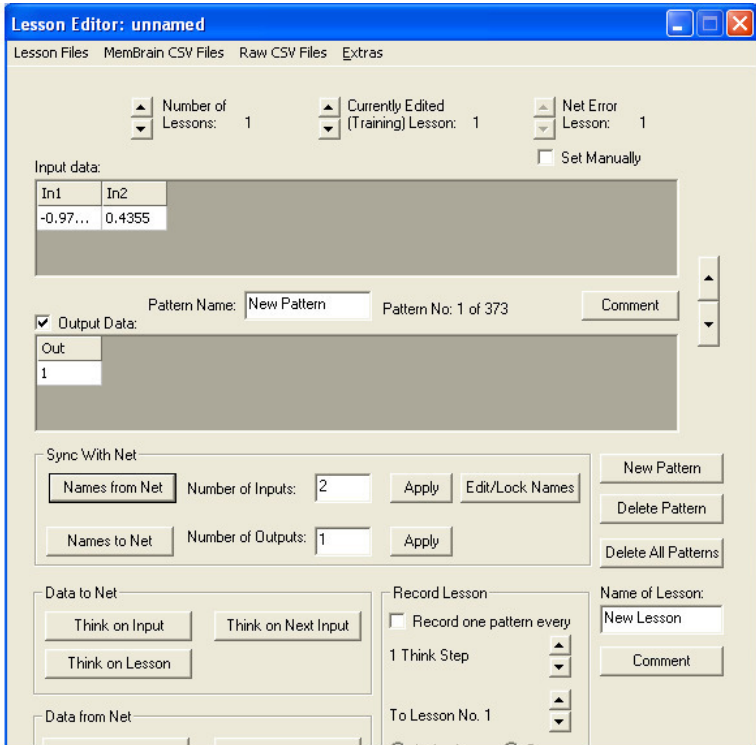 Lesson Editor: unnamed
Lesson Files MemBrain CSV Files Raw CSV Files Extras
Number of
Lessons: 1
Currently Edited
(Training) Lesson: 1
Net Error
Lesson: 1
Set Manually
Input data:
In1 In2
-0.97... 0.4355
Pattern Name: New Pattern Pattern No: 1 of 373 Comment
Output Data:
Out
1
Sync With Net
Names from Net Number of Inputs: 2 Apply Edit/Lock Names
Names to Net Number of Outputs: 1 Apply
New Pattern
Delete Pattern
Delete All Patterns
Data to Net
Think on Input Think on Next Input
Think on Lesson
Record Lesson
Record one pattern every
1 Think Step
To Lesson No. 1
Name of Lesson:
New Lesson
Comment
Data from Net